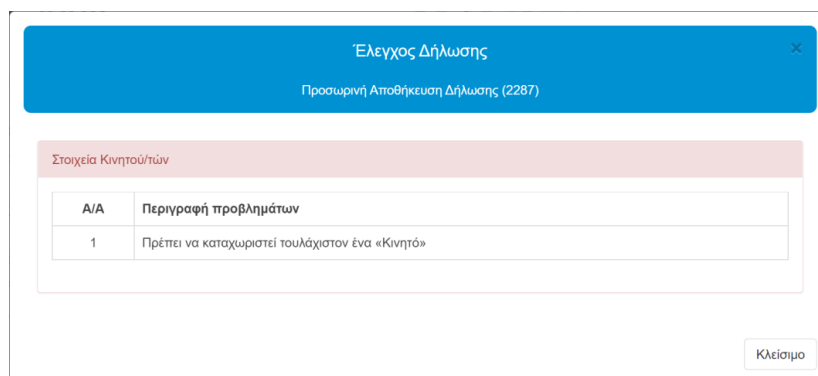 Έλεγχος Δήλωσης
×
Προσωρινή Αποθήκευση Δήλωσης (2287)
Στοιχεία Κινητού/τών
Α/Α Περιγραφή προβλημάτων
1 Πρέπει να καταχωριστεί τουλάχιστον ένα «Κινητό»
Κλείσιμο